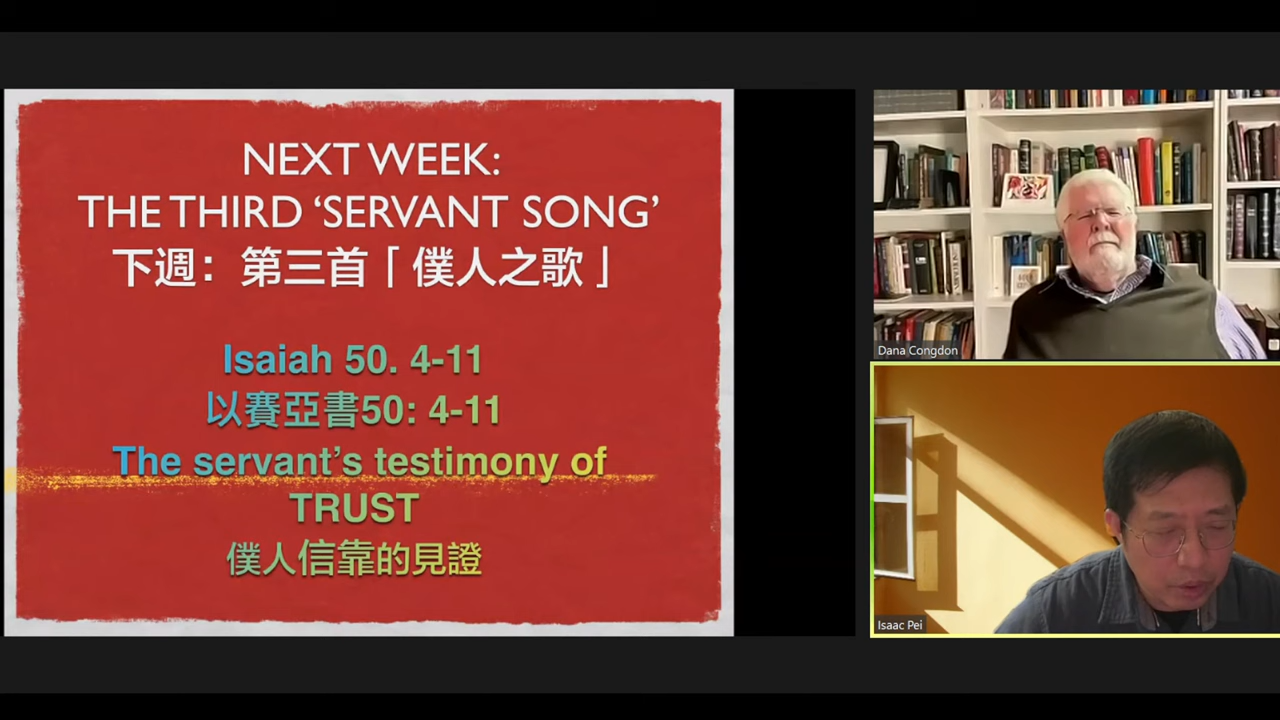 NEXT WEEK:
THE THIRD ‘SERVANT SONG’
下週：第三首「僕人之歌」
Isaiah 50. 4-11
以賽亞書50: 4-11
The servant’s testimony of
TRUST
僕人信靠的見證
Dana Congdon
Isaac Pei